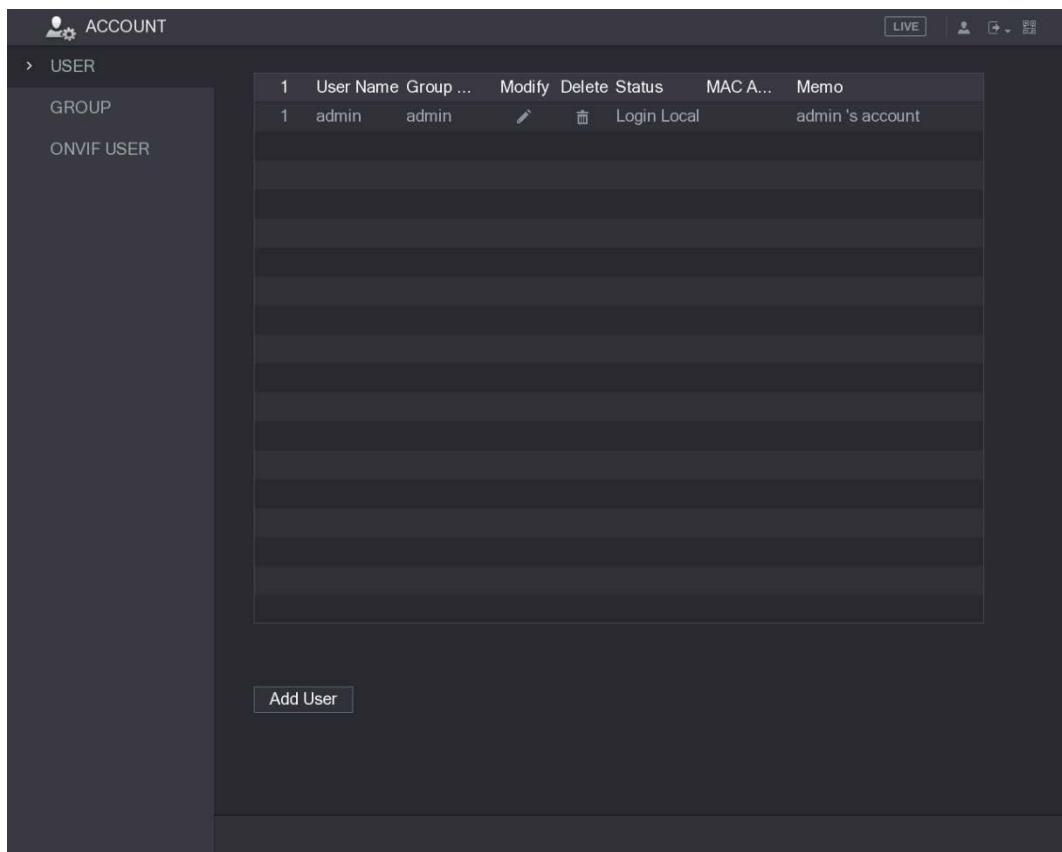 ACCOUNT
LIVE
> USER
GROUP
ONVIF USER
1 User Name Group ... Modify Delete Status MAC A... Memo
1 admin admin Login Local admin 's account
Add User